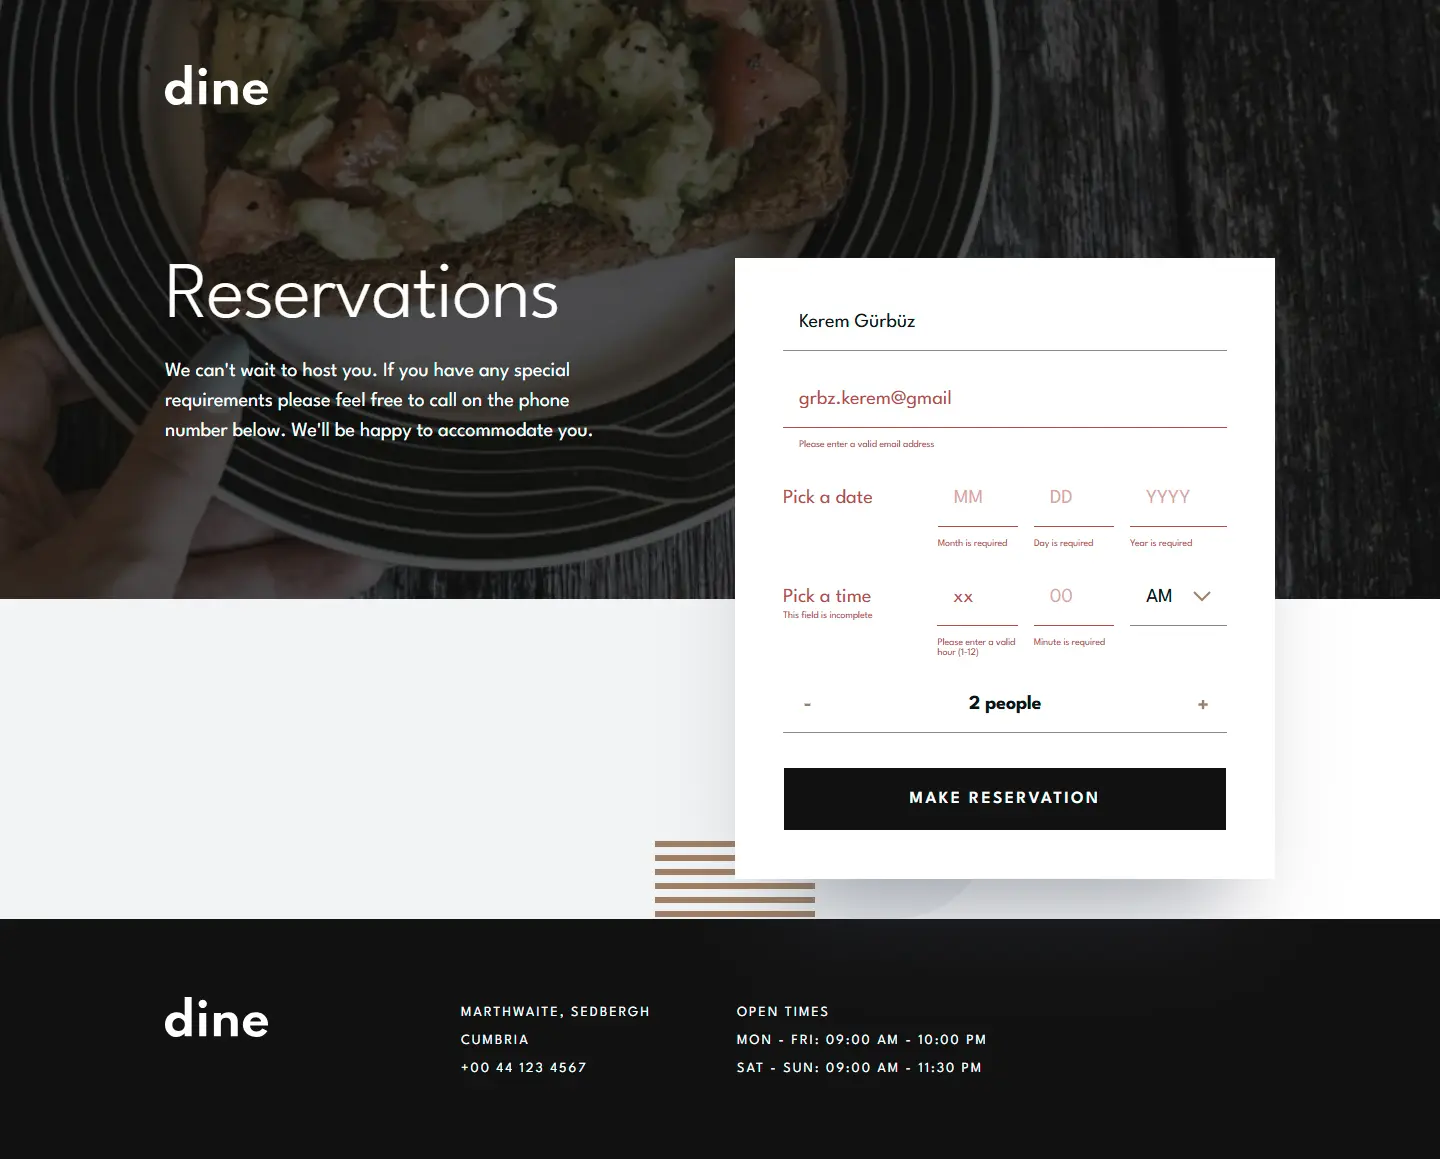 dine
Reservations
We can't wait to host you. If you have any special
requirements please feel free to call on the phone
number below. We'll be happy to accommodate you.
Kerem Gürbüz
grbz.kerem@gmail
Please enter a valid email address
Pick a date
MM DD YYYY
Month is required Day is required Year is required
Pick a time
This field is incomplete
xx 00 AM
Please enter a valid
hour (1-12)
Minute is required
- 2 people +
MAKE RESERVATION
dine
MARTHWAITE, SEDBERGH
CUMBRIA
+00 44 123 4567
OPEN TIMES
MON - FRI: 09:00 AM - 10:00 PM
SAT - SUN: 09:00 AM - 11:30 PM